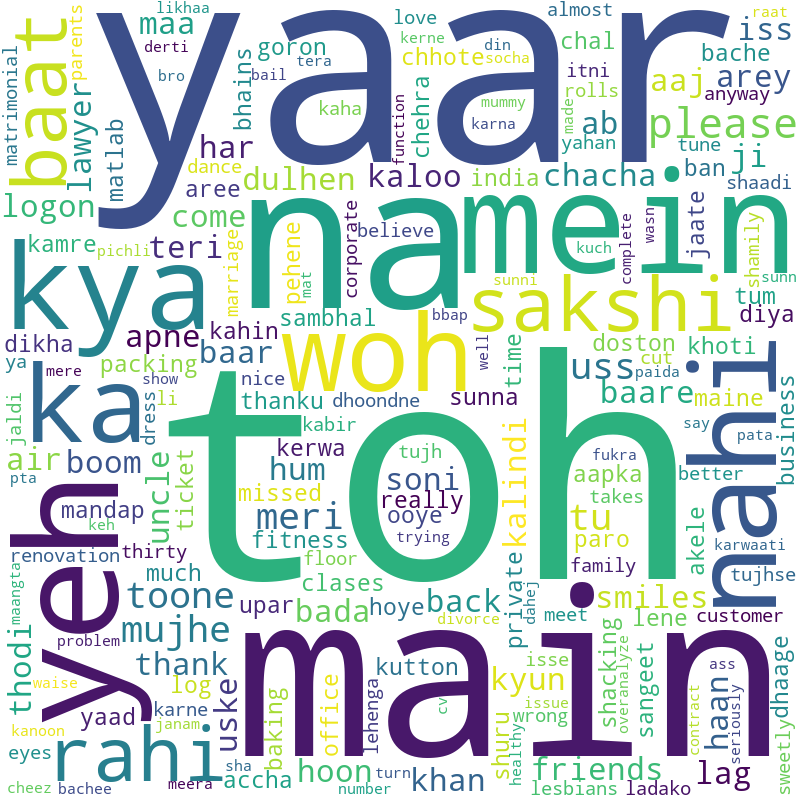 yaar
toh
main
na
mein
kya
ka
yeh
woh
nahi
sakshi
baat
rahi
likhaa
maa
derti
bro
parents
matrimonial
lawyer
matlab
goron
bhains
tera
bail
love
kerne
din
socha
chhote
kaha
function
chehra
mummy
karna
almost
chal
itni
rolls
made
yahan
iss
bache
raat
aaj
arey
anyway
ab
please
tune
har
dance
aree
dulhen
kaloo
india
chacha
ban
ji
shaadi
logon
come
believe
corporate
jaate
kamre
pichli
teri
marriage
pehene
mat
kuch
complete
wasn
shamily
sunni
sunn
tum
diya
apne
kahin
sambhal
bbap
doston
khoti
dikha
packing
baar
well
time
uss
cut
paida
ya
mere
show
nice
dhoondne
sunna
baare
maine
business
jaldi
dress
li
thanku
kabir
say
fukra
pata
air
boom
uncle
ticket
kerwa
tujh
soni
really
kalindi
aapka
better
pta
mandap
hum
missed
meri
ooye
trying
tu
takes
paro
akele
karwaati
keh
renovation
thirty
fitness
floor
private
family
tujhse
maangta
much
toone
clases
upar
bada
hoye
back
dahej
meet
smiles
lene
customer
thodi
problem
mujhe
divorce
thank
uske
kutton
isse
kyun
shacking
overanalyze
sangeet
haan
ass
seriously
dhaage
waise
log
baking
office
lehenga
cv
issue
wrong
shuru
healthy
contract
sweetly
kanoon
yaad
karne
janam
eyes
hoon
friends
lag
cheez
bachee
meera
sha
accha
turn
number
khan
lesbians
ladako